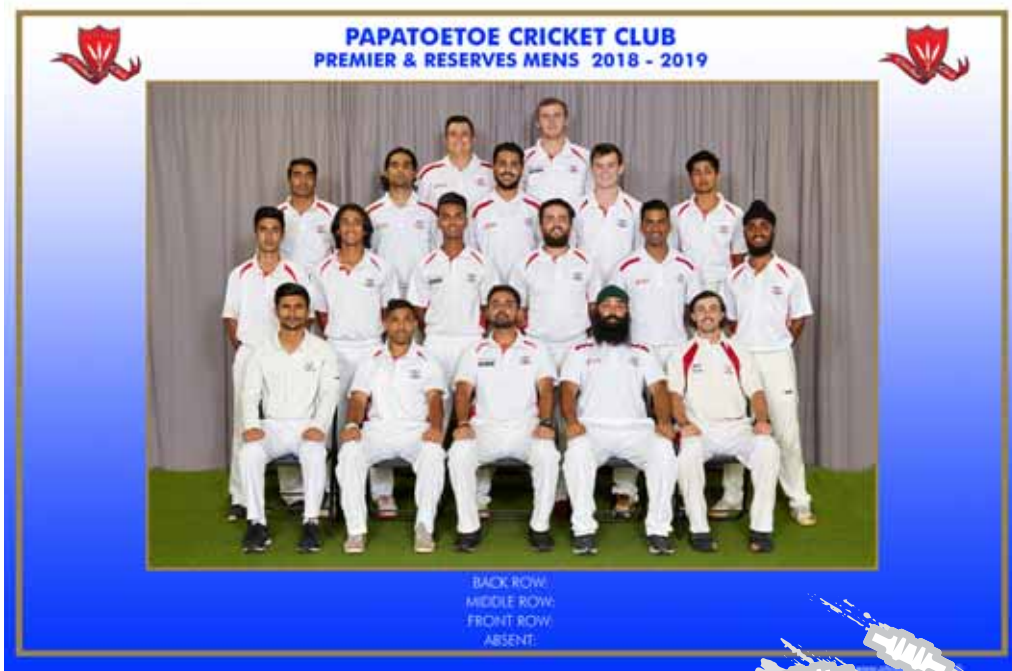 PAPATOETOE CRICKET CLUB
PREMIER & RESERVES MENS 2018 - 2019
BACK ROW:
MIDDLE ROW:
FRONT ROW:
ABSENT: